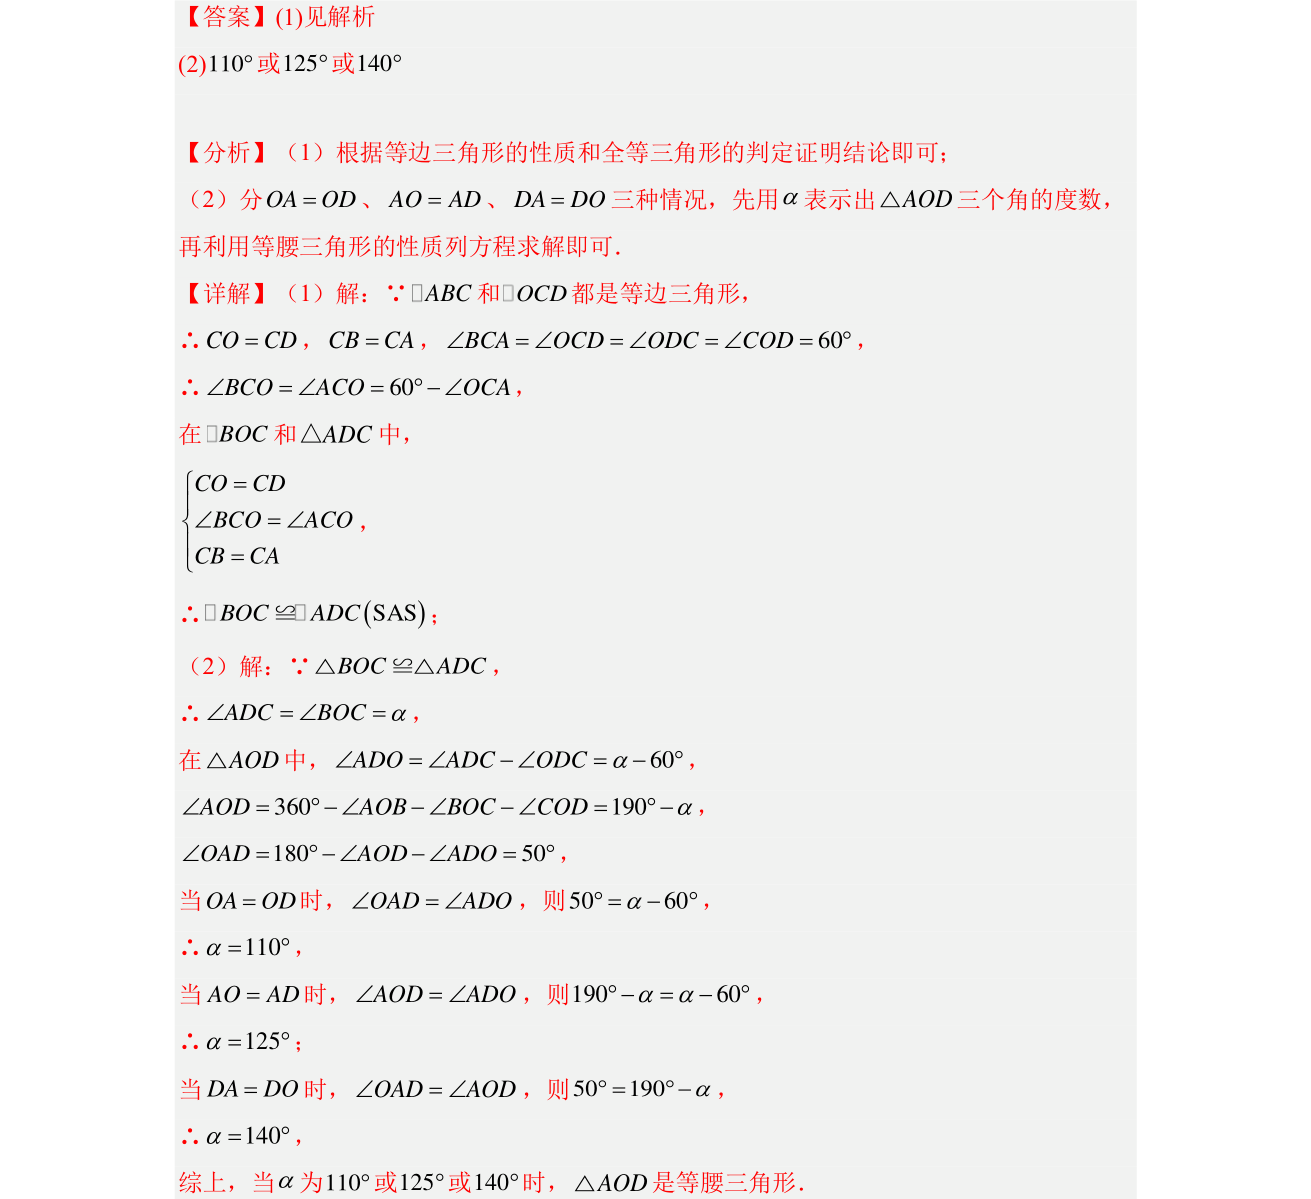 【答案】(1)见解析
(2)110°或125°或140°
【分析】（1）根据等边三角形的性质和全等三角形的判定证明结论即可；
（2）分OA=OD、AO=AD、DA=DO三种情况，先用α表示出△AOD三个角的度数，
再利用等腰三角形的性质列方程求解即可．
【详解】（1）解：∵□ABC和□OCD都是等边三角形，
∴CO=CD，CB=CA，∠BCA=∠OCD=∠ODC=∠COD=60°，
∴∠BCO=∠ACO=60°−∠OCA，
在□BOC和△ADC中，
{CO=CD
∠BCO=∠ACO，
CB=CA
∴□BOC≌□ADC(SAS)；
（2）解：∵△BOC≌△ADC，
∴∠ADC=∠BOC=α，
在△AOD中，∠ADO=∠ADC−∠ODC=α−60°，
∠AOD=360°−∠AOB−∠BOC−∠COD=190°−α，
∠OAD=180°−∠AOD−∠ADO=50°，
当OA=OD时，∠OAD=∠ADO，则50°=α−60°，
∴α=110°，
当AO=AD时，∠AOD=∠ADO，则190°−α=α−60°，
∴α=125°；
当DA=DO时，∠OAD=∠AOD，则50°=190°−α，
∴α=140°，
综上，当α为110°或125°或140°时，△AOD是等腰三角形．